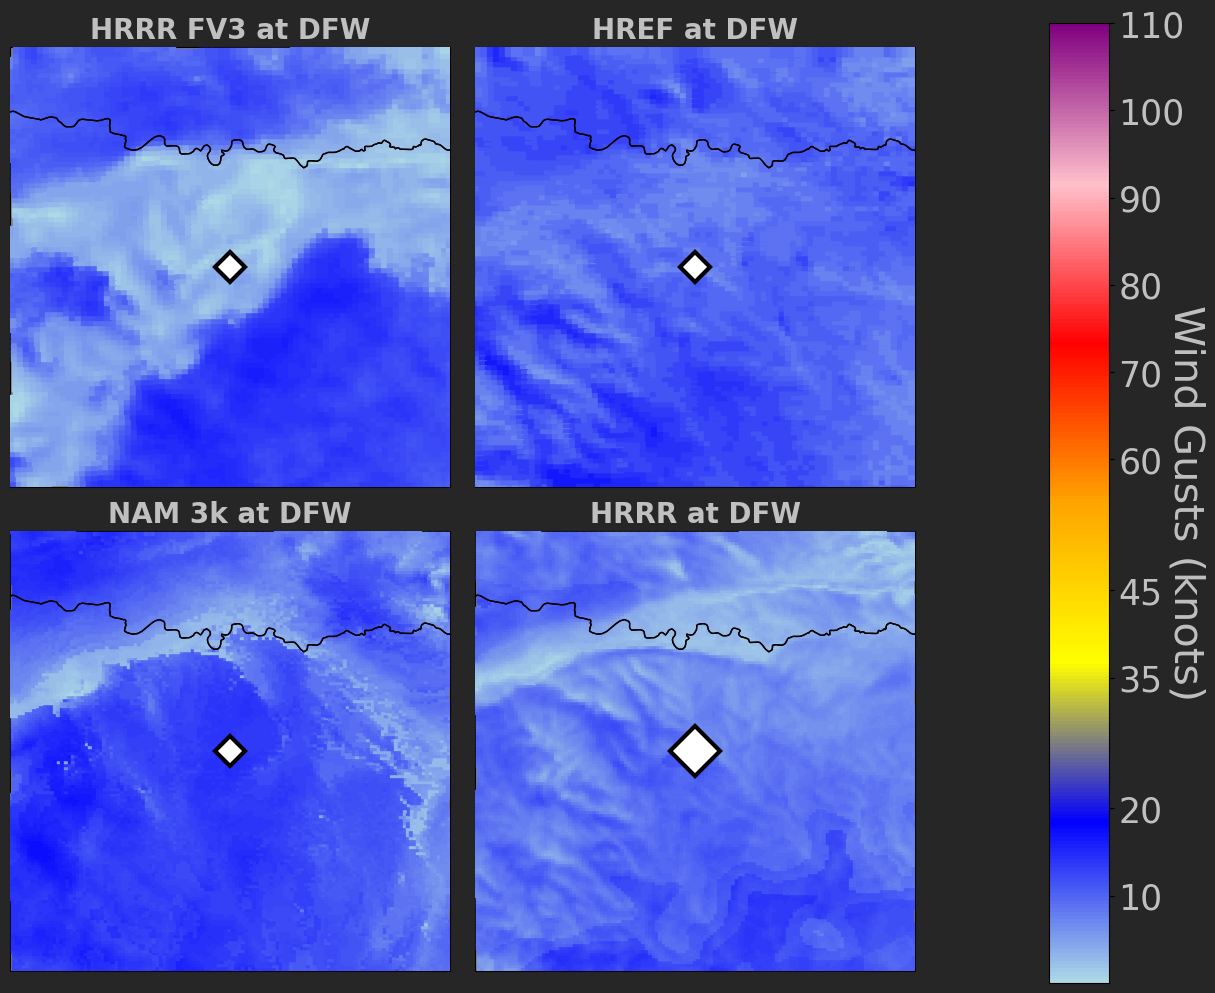 HRRR FV3 at DFW
HREF at DFW
NAM 3k at DFW
HRRR at DFW
110
100
90
80
70
60
45
35
20
10
Wind Gusts (knots)